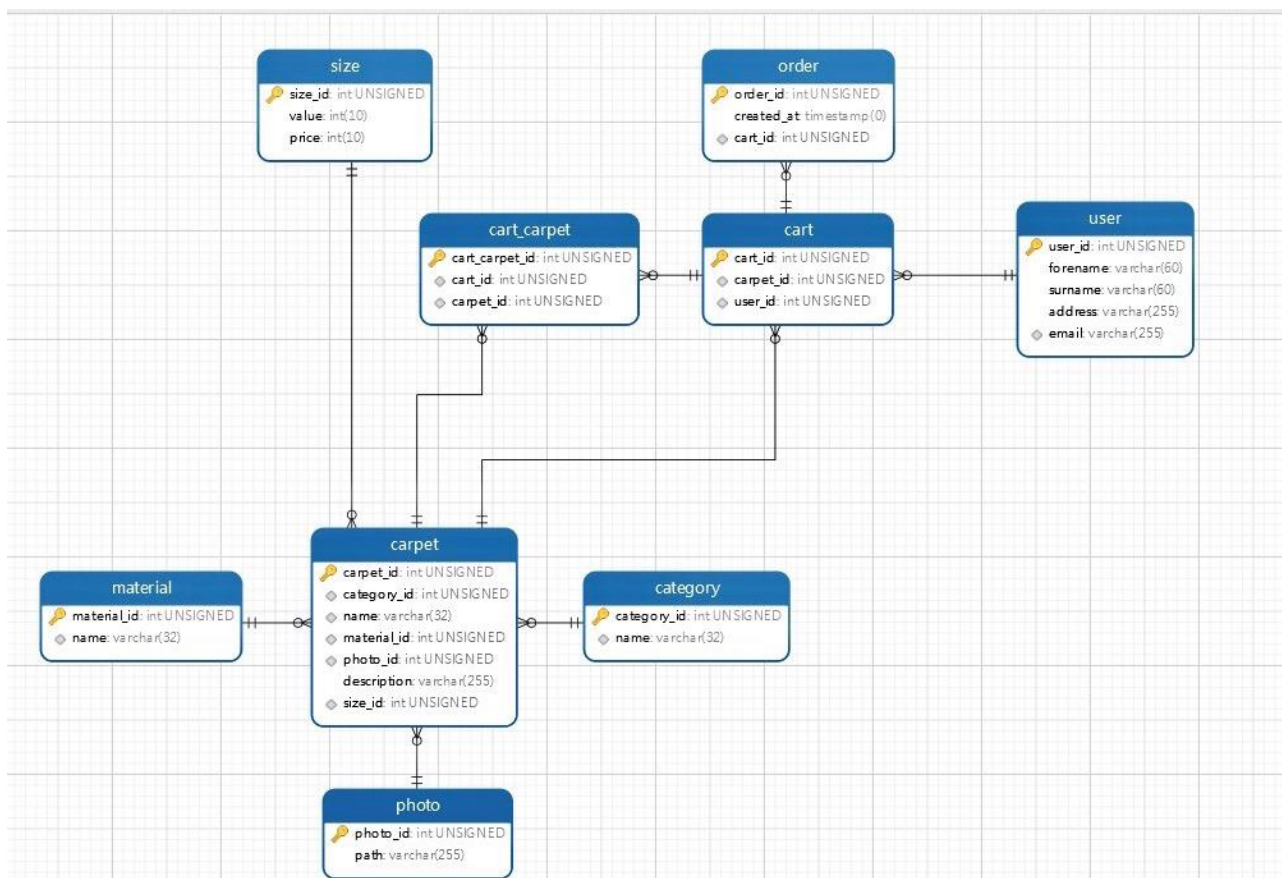 size
size_id: int UNSIGNED
value: int(10)
price: int(10)
order
order_id: int UNSIGNED
created_at: timestamp(0)
cart_id: int UNSIGNED
cart_carpet
cart_carpet_id: int UNSIGNED
cart_id: int UNSIGNED
carpet_id: int UNSIGNED
cart
cart_id: int UNSIGNED
carpet_id: int UNSIGNED
user_id: int UNSIGNED
user
user_id: int UNSIGNED
forename: varchar(60)
surname: varchar(60)
address: varchar(255)
email: varchar(255)
carpet
carpet_id: int UNSIGNED
category_id: int UNSIGNED
name: varchar(32)
material_id: int UNSIGNED
photo_id: int UNSIGNED
description: varchar(255)
size_id: int UNSIGNED
material
material_id: int UNSIGNED
name: varchar(32)
category
category_id: int UNSIGNED
name: varchar(32)
photo
photo_id: int UNSIGNED
path: varchar(255)